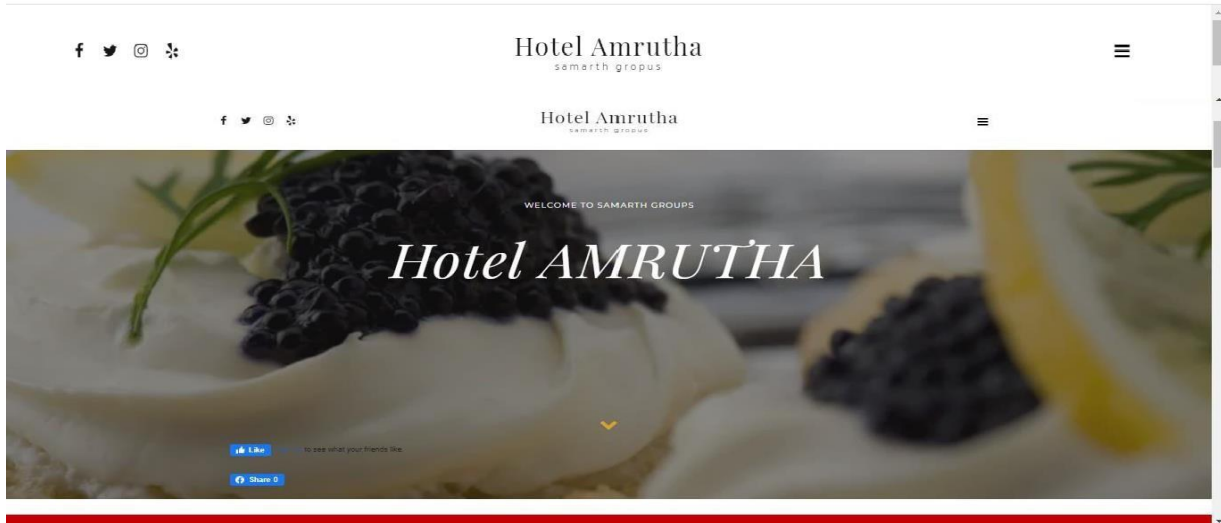 Hotel Amrutha
samarth gropus
Hotel Amrutha
samarth gropus
WELCOME TO SAMARTH GROUPS
Hotel AMRUTHA
Like
to see what your friends like.
Share 0